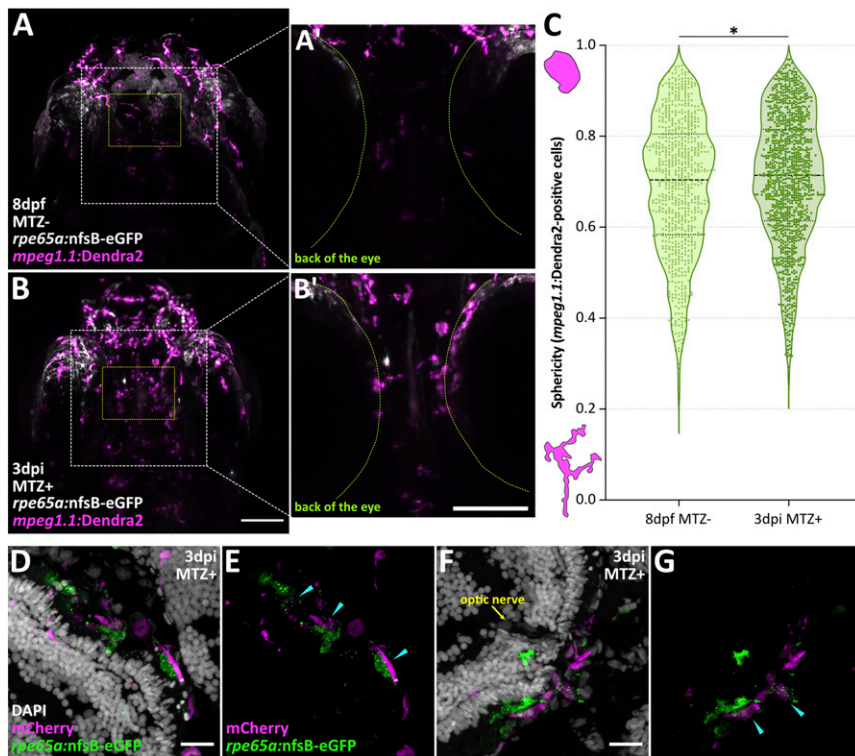 A
8dpf
MTZ-
rpe65a:nfsB-eGFP
mpeg1.1:Dendra2
A'
back of the eye
B
3dpi
MTZ+
rpe65a:nfsB-eGFP
mpeg1.1:Dendra2
B'
back of the eye
C
*
Sphericity (mpeg1.1:Dendra2-positive cells)
1.0
0.8
0.6
0.4
0.2
0.0
8dpf MTZ-
3dpi MTZ+
D
3dpi
MTZ+
DAPI
mCherry
rpe65a:nfsB-eGFP
E
mCherry
rpe65a:nfsB-eGFP
F
3dpi
MTZ+
optic nerve
G